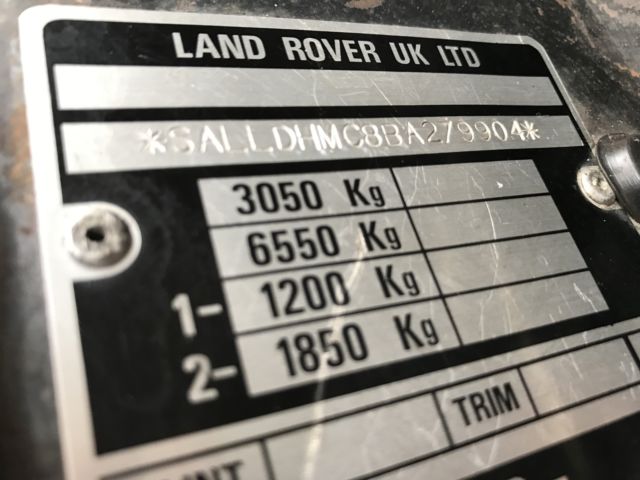 LAND ROVER UK LTD
*SALLDHMC8BA279904*
3050 Kg
6550 Kg
1- 1200 Kg
2- 1850 Kg
TRIM